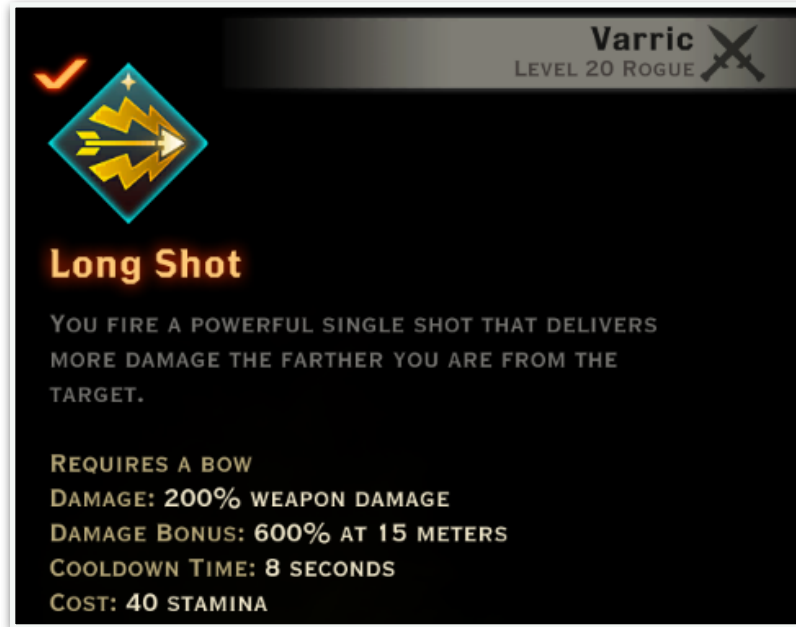 Varric
Level 20 Rogue
Long Shot
You fire a powerful single shot that delivers
more damage the farther you are from the
target.
Requires a bow
Damage: 200% weapon damage
Damage Bonus: 600% at 15 meters
Cooldown Time: 8 seconds
Cost: 40 stamina